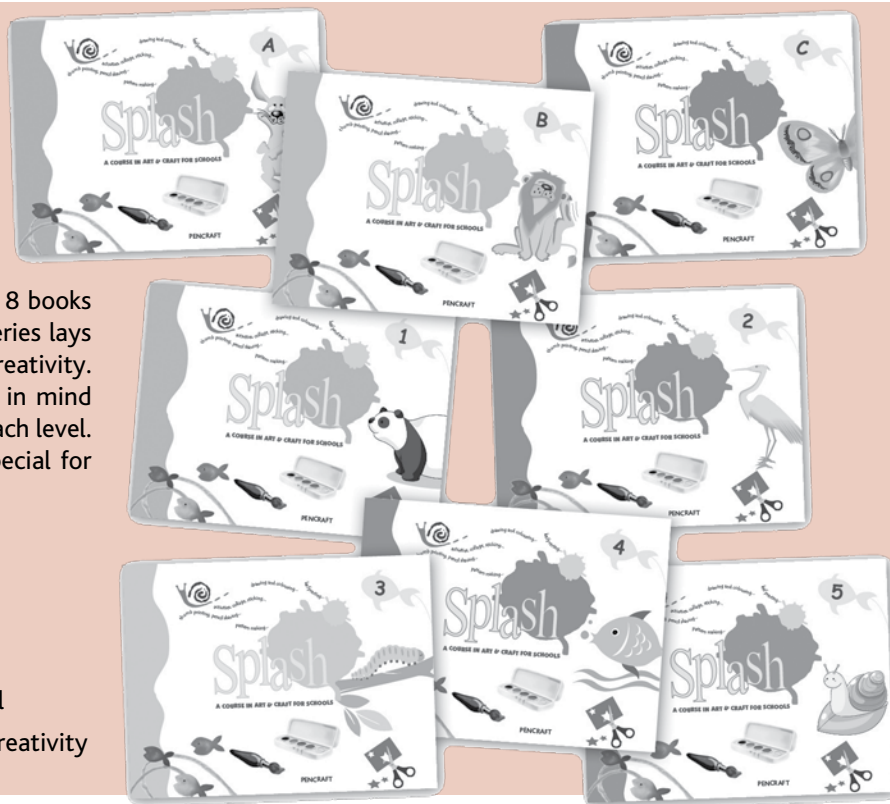 A
Splash
A COURSE IN ART & CRAFT FOR SCHOOLS
PENCRAFT
B
Splash
A COURSE IN ART & CRAFT FOR SCHOOLS
PENCRAFT
C
Splash
A COURSE IN ART & CRAFT FOR SCHOOLS
PENCRAFT
8 books
eries lays
reativity.
in mind
ach level.
pecial for
1
Splash
A COURSE IN ART & CRAFT FOR SCHOOLS
PENCRAFT
2
Splash
A COURSE IN ART & CRAFT FOR SCHOOLS
PENCRAFT
3
Splash
A COURSE IN ART & CRAFT FOR SCHOOLS
PENCRAFT
4
Splash
A COURSE IN ART & CRAFT FOR SCHOOLS
PENCRAFT
5
Splash
A COURSE IN ART & CRAFT FOR SCHOOLS
PENCRAFT
l
reativity